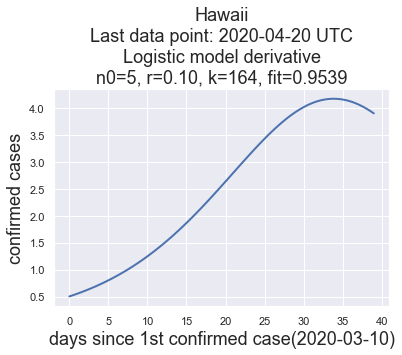 Hawaii
Last data point: 2020-04-20 UTC
Logistic model derivative
n0=5, r=0.10, k=164, fit=0.9539
confirmed cases
4.0
3.5
3.0
2.5
2.0
1.5
1.0
0.5
0 5 10 15 20 25 30 35 40
days since 1st confirmed case(2020-03-10)